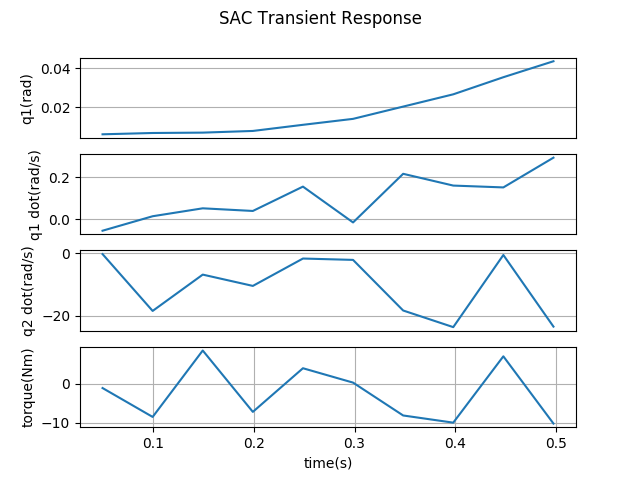 SAC Transient Response
q1(rad)
0.04
0.02
q1 dot(rad/s)
0.2
0.0
q2 dot(rad/s)
0
−20
torque(Nm)
0
−10
0.1 0.2 0.3 0.4 0.5
time(s)